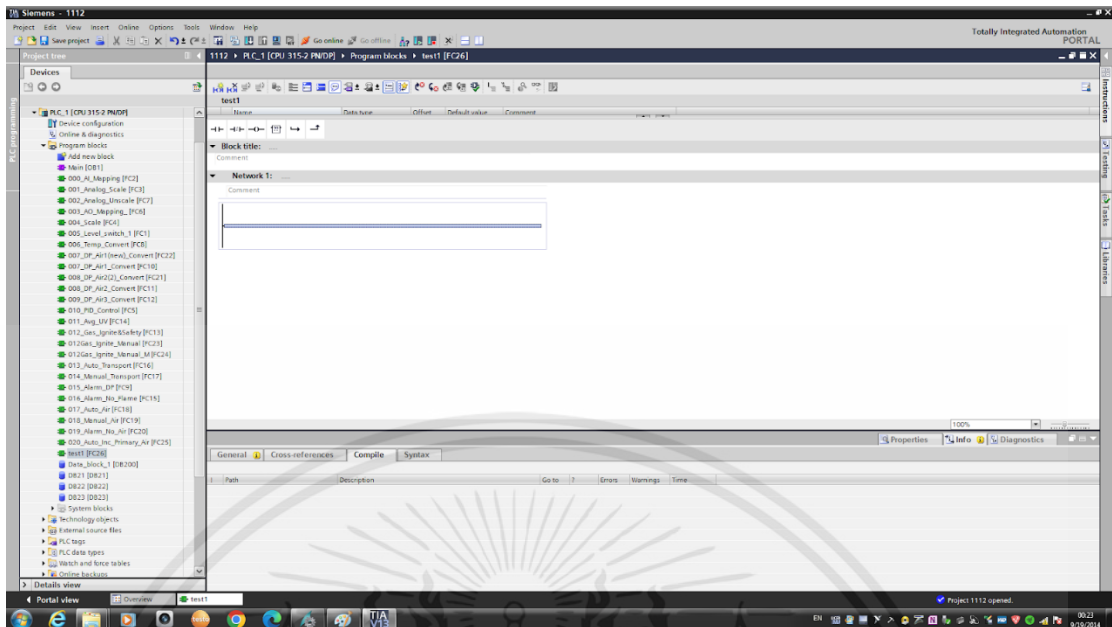 Siemens - 1112
Project Edit View Insert Online Options Tools Window Help
Totally Integrated Automation
PORTAL
Save project
Go online
Go offline
Project tree
1112 ▸ PLC_1 [CPU 315-2 PN/DP] ▸ Program blocks ▸ test1 [FC26]
Devices
PLC programming
PLC_1 [CPU 315-2 PN/DP]
Device configuration
Online & diagnostics
Program blocks
Add new block
Main [OB1]
000_AI_Mapping [FC2]
001_Analog_Scale [FC3]
002_Analog_Unscale [FC7]
003_AO_Mapping_ [FC6]
004_Scale [FC4]
005_Level_switch_1 [FC1]
006_Temp_Convert [FC8]
007_DP_Air1(new)_Convert [FC22]
007_DP_Air1_Convert [FC10]
008_DP_Air2(2)_Convert [FC21]
008_DP_Air2_Convert [FC11]
009_DP_Air3_Convert [FC12]
010_PID_Control [FC5]
011_Avg_UV [FC14]
012_Gas_Ignite&Safety [FC13]
012Gas_Ignite_Manual [FC23]
012Gas_Ignite_Manual_M [FC24]
013_Auto_Transport [FC16]
014_Manual_Transport [FC17]
015_Alarm_DP [FC9]
016_Alarm_No_Flame [FC15]
017_Auto_Air [FC18]
018_Manual_Air [FC19]
019_Alarm_No_Air [FC20]
020_Auto_Inc_Primary_Air [FC25]
test1 [FC26]
Data_block_1 [DB200]
DB21 [DB21]
DB22 [DB22]
DB23 [DB23]
System blocks
Technology objects
External source files
PLC tags
PLC data types
Watch and force tables
Online backups
Details view
test1
Name Data type Offset Default value Comment
Block title: .....
Comment
Network 1: .....
Comment
100%
Properties Info Diagnostics
General Cross-references Compile Syntax
! Path Description Go to ? Errors Warnings Time
Instructions
Testing
Tasks
Libraries
Portal view Overview test1
Project 1112 opened.
TIA
V13
EN
00:23
9/19/2014